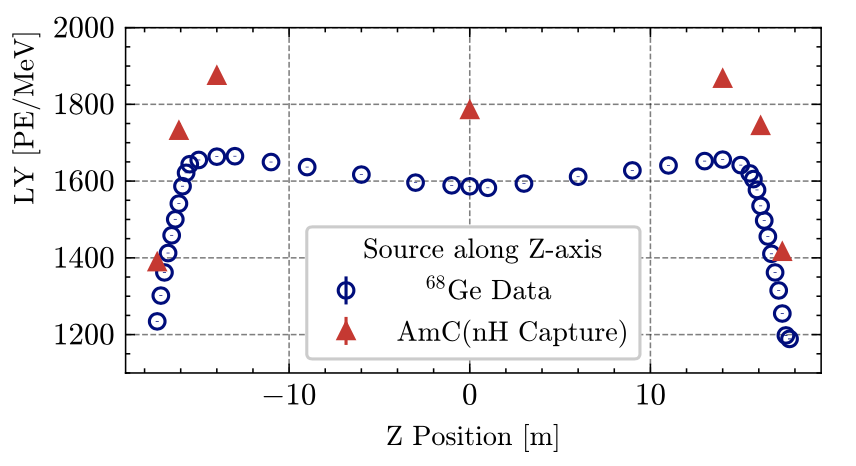 2000
1800
1600
1400
1200
LY [PE/MeV]
Source along Z-axis
⁶⁸Ge Data
AmC(nH Capture)
−10 0 10
Z Position [m]